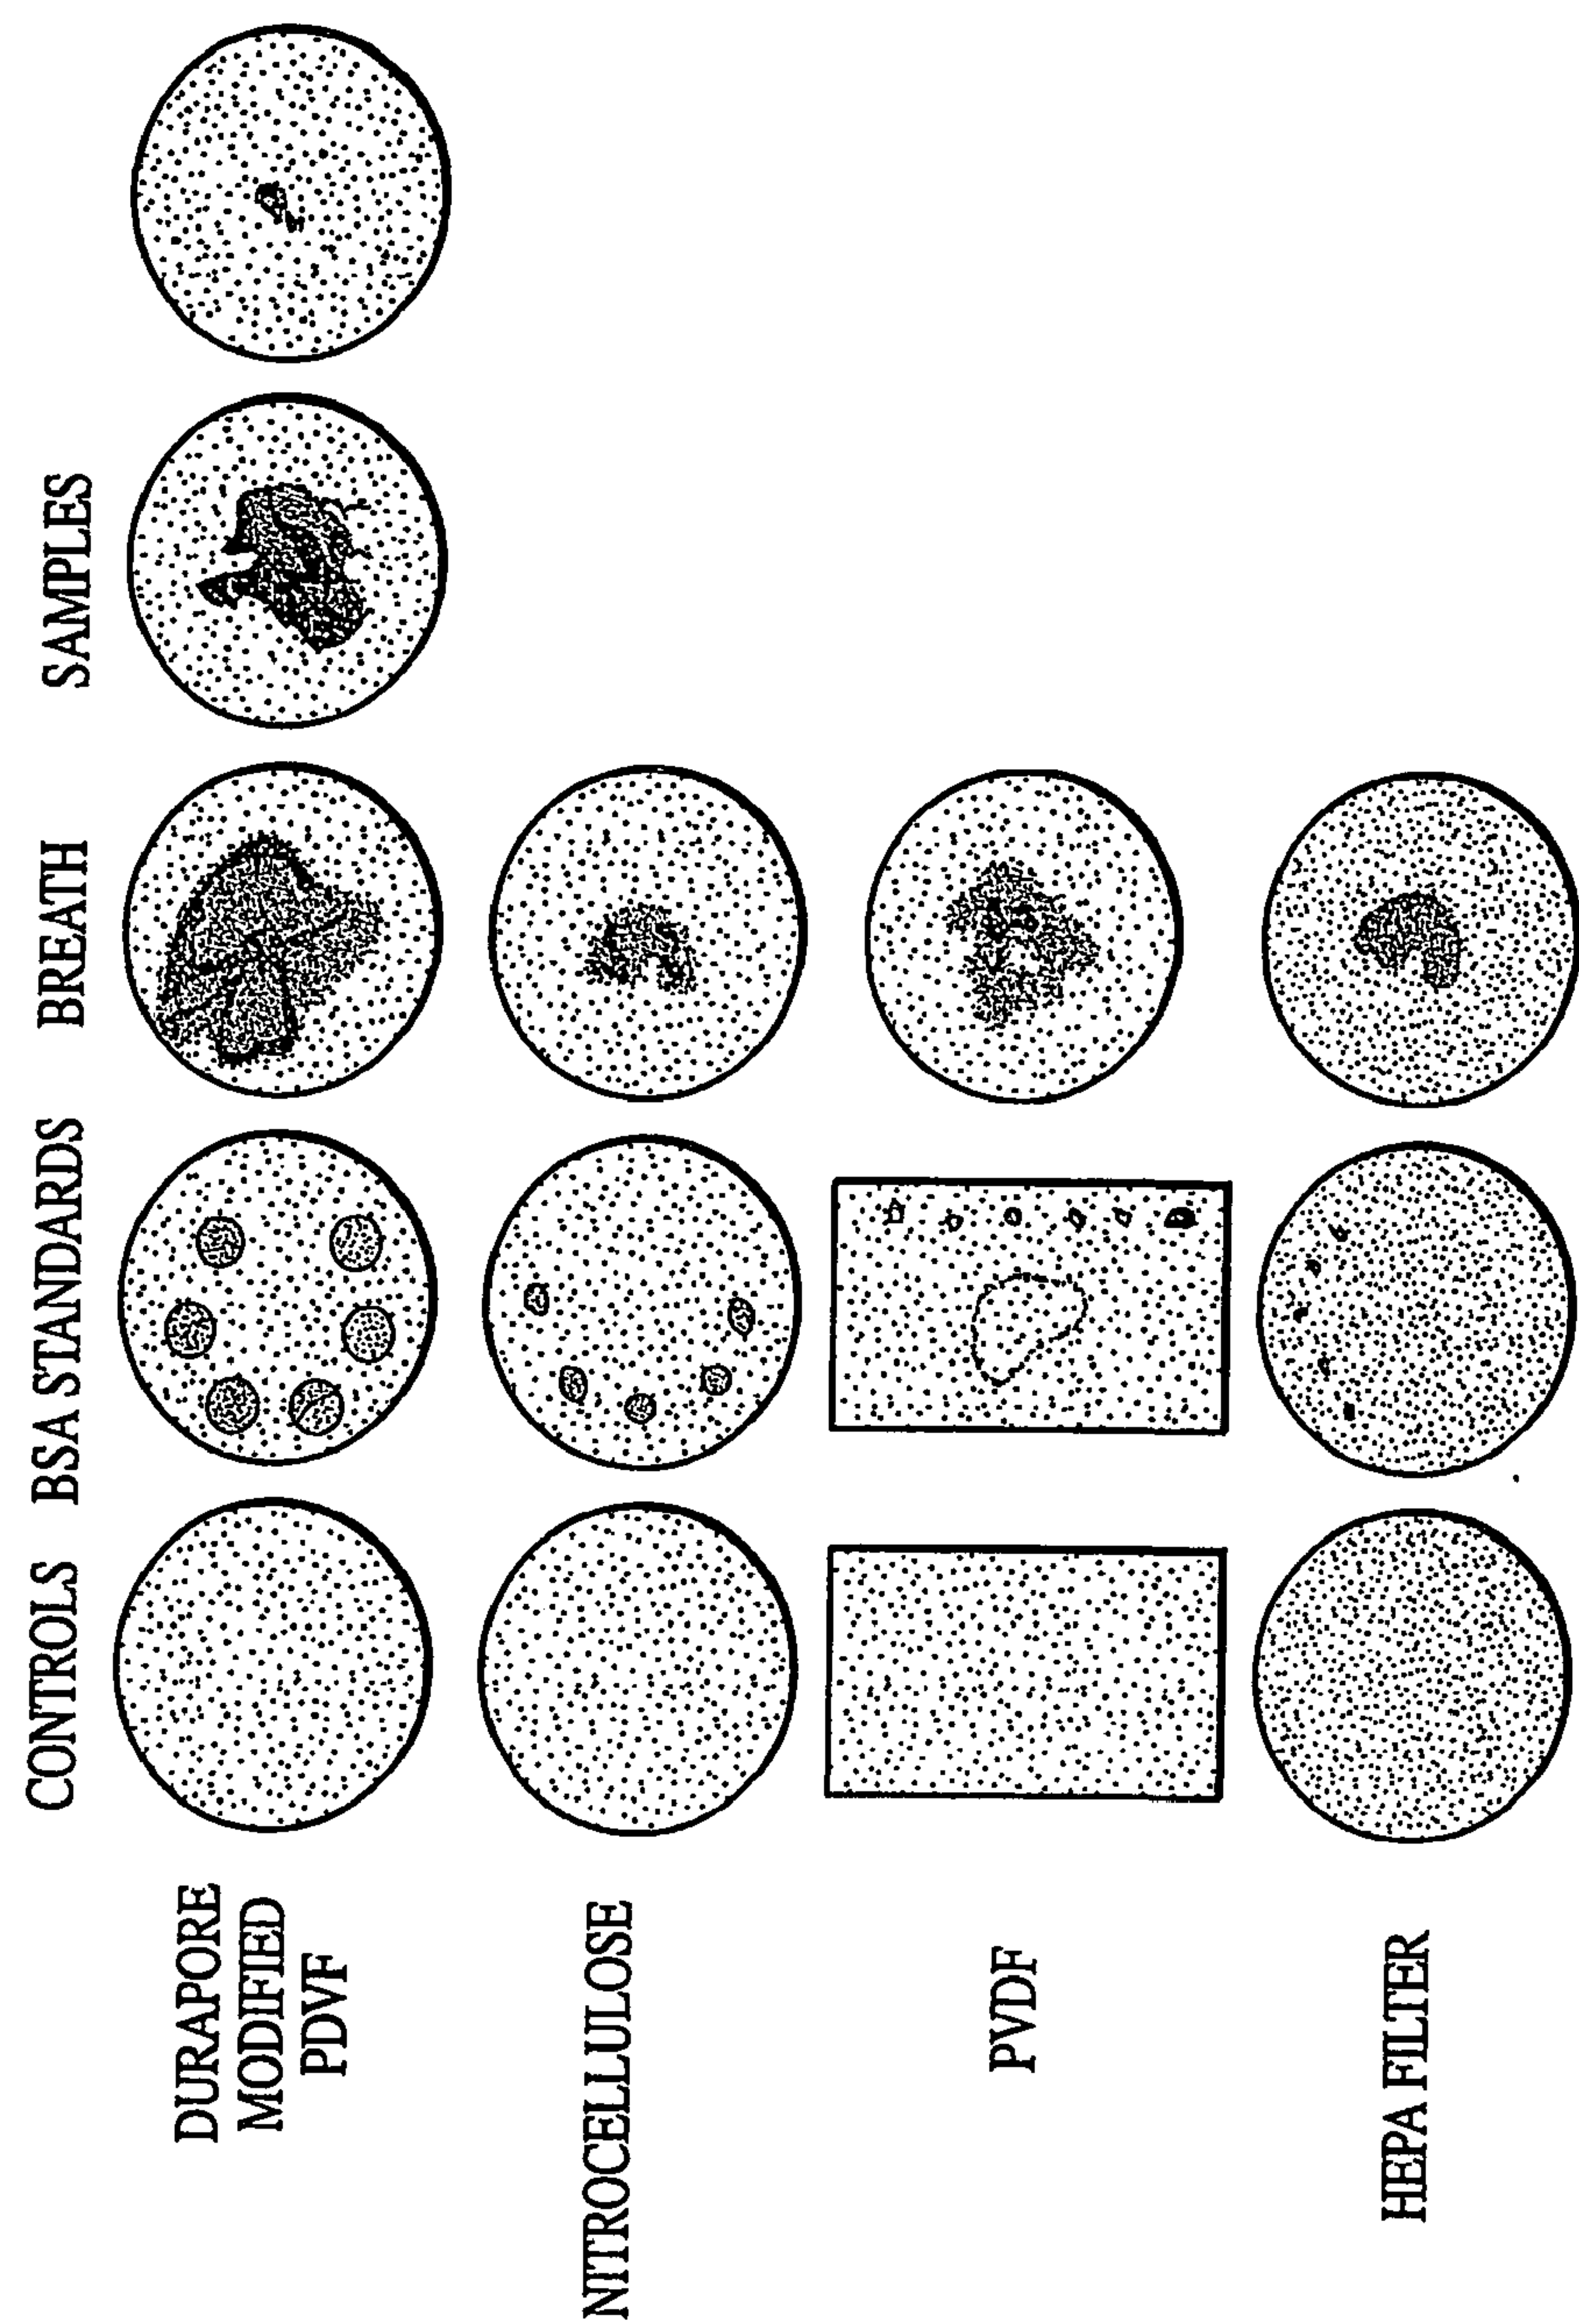 CONTROLS BSA STANDARDS BREATH SAMPLES
DURAPORE
MODIFIED
PDVF
NITROCELLULOSE
PVDF
HEPA FILTER